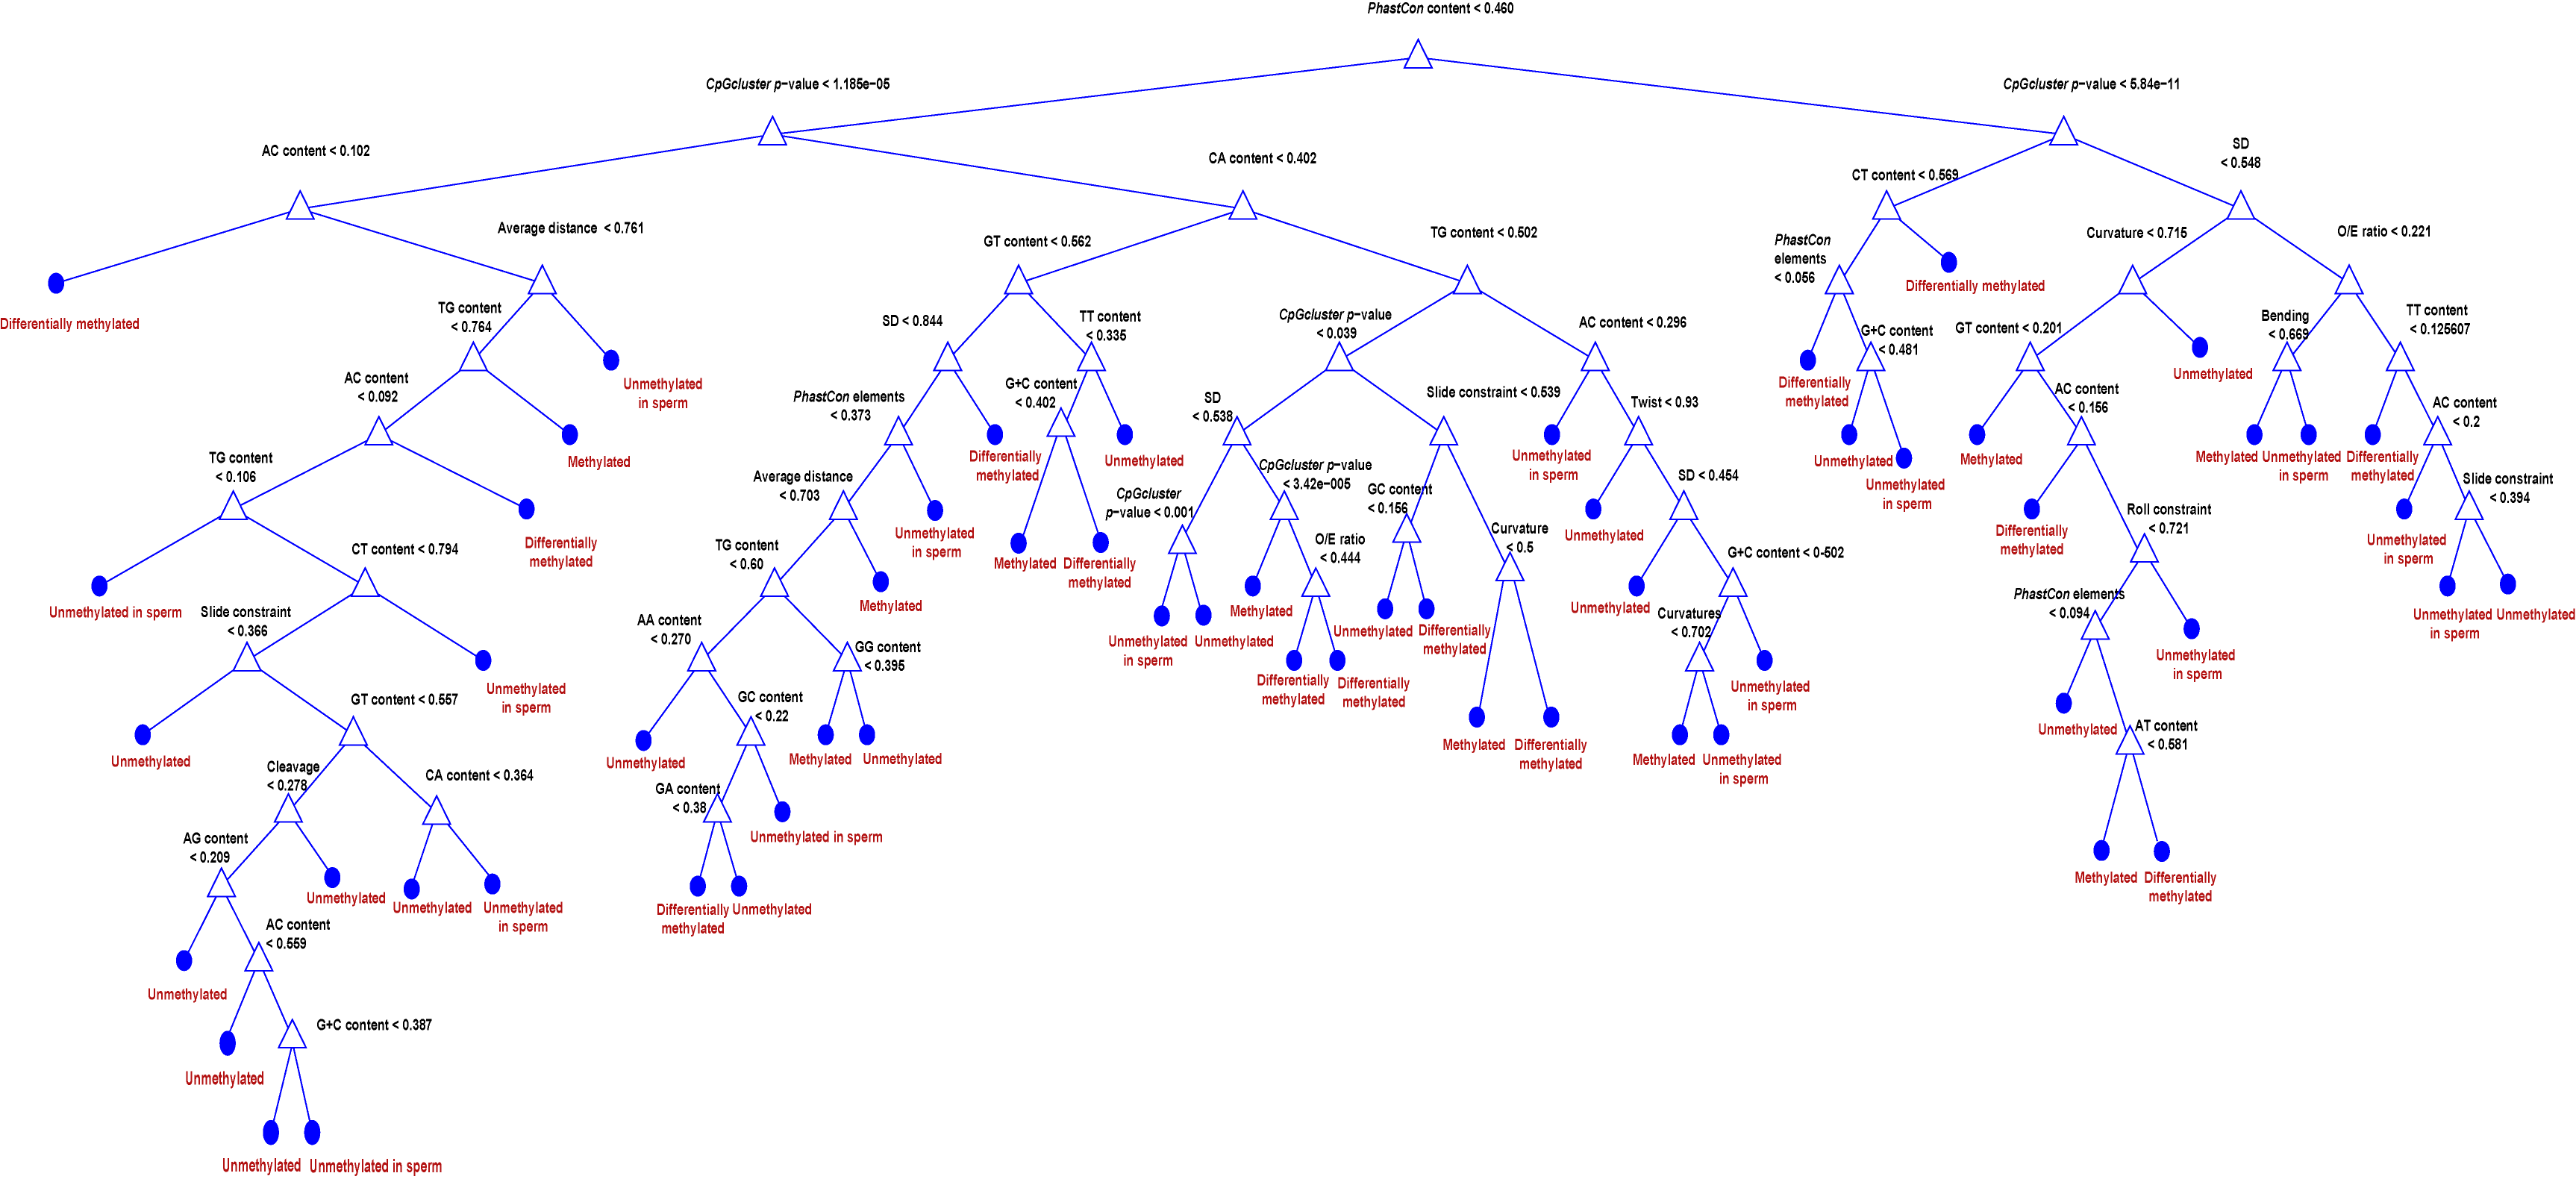 PhastCon content < 0.460
CpGcluster p−value < 1.185e−05
CpGcluster p−value < 5.84e−11
AC content < 0.102
CA content < 0.402
SD
< 0.548
CT content < 0.569
Average distance < 0.761
GT content < 0.562
TG content < 0.502
Curvature < 0.715
O/E ratio < 0.221
PhastCon
elements
< 0.056
Differentially methylated
Differentially methylated
TG content
< 0.764
SD < 0.844
TT content
< 0.335
CpGcluster p−value
< 0.039
AC content < 0.296
G+C content
< 0.481
GT content < 0.201
Bending
< 0.669
TT content
< 0.125607
Unmethylated
in sperm
AC content
< 0.092
PhastCon elements
< 0.373
G+C content
< 0.402
SD
< 0.538
Slide constraint < 0.539
Twist < 0.93
Differentially
methylated
Unmethylated
AC content
< 0.156
AC content
< 0.2
Methylated
Differentially
methylated
Unmethylated
Unmethylated
in sperm
Unmethylated
Unmethylated
in sperm
Methylated
Methylated
Unmethylated
in sperm
Differentially
methylated
TG content
< 0.106
Average distance
< 0.703
CpGcluster
p−value < 0.001
CpGcluster p−value
< 3.42e−005
GC content
< 0.156
SD < 0.454
Slide constraint
< 0.394
Differentially
methylated
Unmethylated
in sperm
Curvature
< 0.5
Unmethylated
Differentially
methylated
Roll constraint
< 0.721
Unmethylated
in sperm
CT content < 0.794
TG content
< 0.60
Methylated
Differentially
methylated
O/E ratio
< 0.444
G+C content < 0-502
Unmethylated in sperm
Slide constraint
< 0.366
AA content
< 0.270
Methylated
GG content
< 0.395
Unmethylated
in sperm
Unmethylated
Methylated
Unmethylated
Differentially
methylated
Unmethylated
Curvatures
< 0.702
PhastCon elements
< 0.094
Unmethylated
in sperm
Unmethylated
Unmethylated
in sperm
GT content < 0.557
GC content
< 0.22
Differentially
methylated
Differentially
methylated
Unmethylated
in sperm
Unmethylated
in sperm
Unmethylated
AT content
< 0.581
Unmethylated
Unmethylated
Methylated
Unmethylated
Methylated
Differentially
methylated
Methylated
Unmethylated
in sperm
Cleavage
< 0.278
CA content < 0.364
GA content
< 0.38
Unmethylated in sperm
AG content
< 0.209
Unmethylated
Unmethylated
Unmethylated
in sperm
Differentially
methylated
Unmethylated
Methylated
Differentially
methylated
AC content
< 0.559
Unmethylated
G+C content < 0.387
Unmethylated
Unmethylated
Unmethylated in sperm